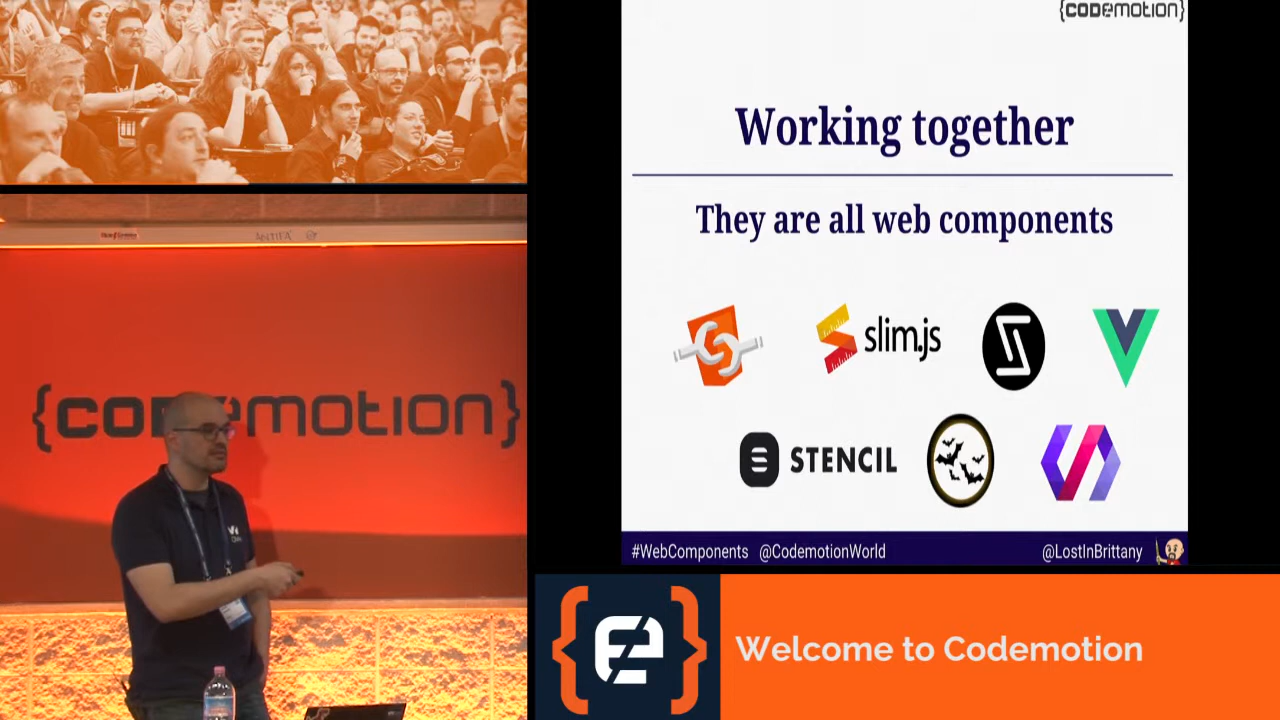 {codemotion}
Working together
They are all web components
slim.js
STENCIL
#WebComponents @CodemotionWorld
@LostInBrittany
{codemotion}
Welcome to Codemotion